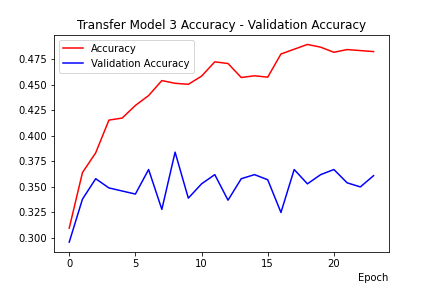 Transfer Model 3 Accuracy - Validation Accuracy
Accuracy
Validation Accuracy
0.475
0.450
0.425
0.400
0.375
0.350
0.325
0.300
0 5 10 15 20
Epoch